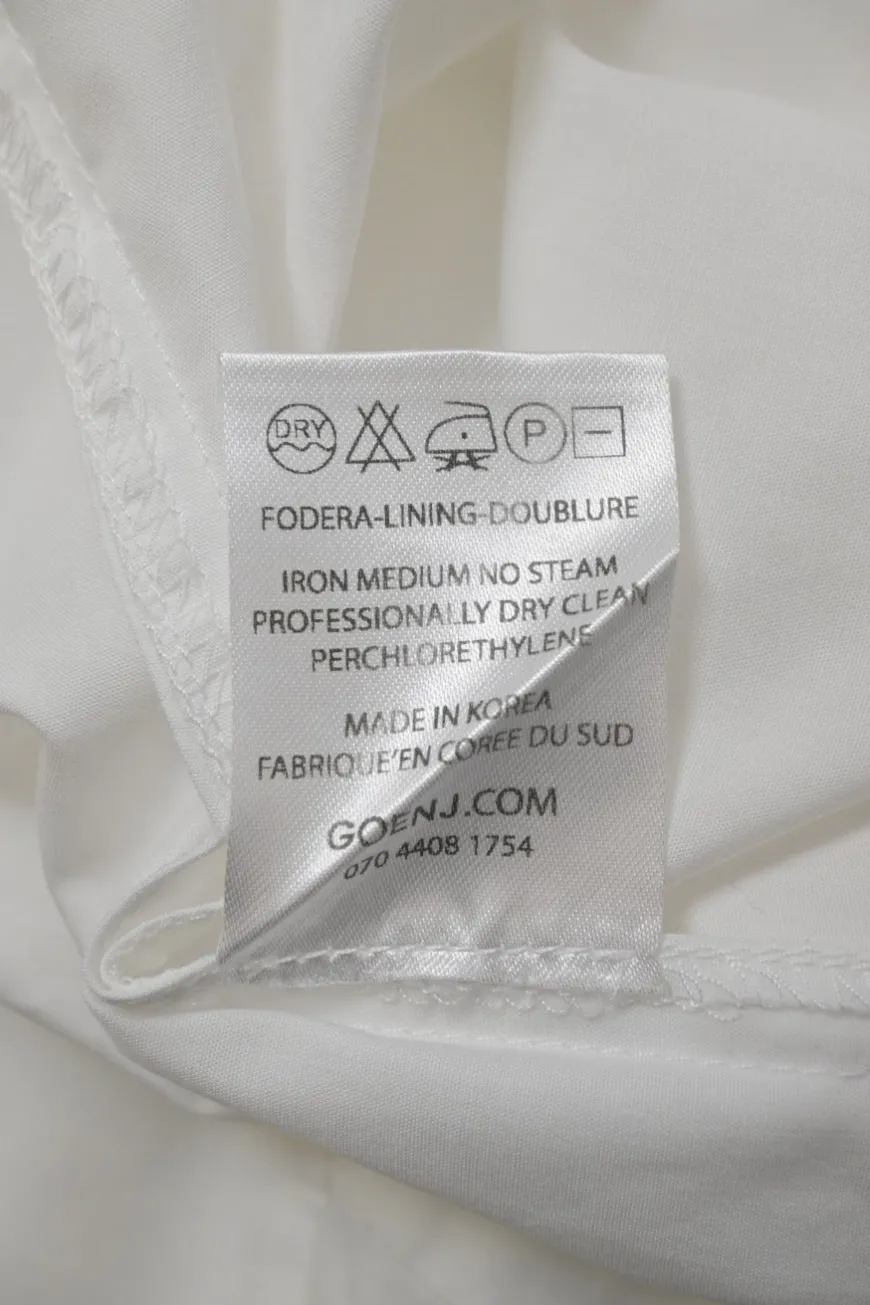 DRY P
FODERA-LINING-DOUBLURE
IRON MEDIUM NO STEAM
PROFESSIONALLY DRY CLEAN
PERCHLORETHYLENE
MADE IN KOREA
FABRIQUE'EN COREE DU SUD
GOENJ.COM
070 4408 1754